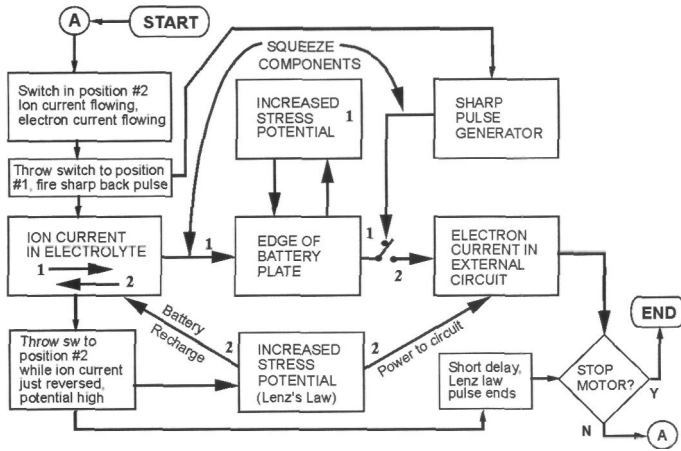 A
START
SQUEEZE
COMPONENTS
Switch in position #2
Ion current flowing,
electron current flowing
INCREASED
STRESS
POTENTIAL
1
SHARP
PULSE
GENERATOR
Throw switch to position
#1, fire sharp back pulse
ION CURRENT
IN ELECTROLYTE
1
2
1
EDGE OF
BATTERY
PLATE
1
2
ELECTRON
CURRENT IN
EXTERNAL
CIRCUIT
END
Battery
Recharge
2
Power to circuit
2
Throw sw to
position #2
while ion current
just reversed,
potential high
INCREASED
STRESS
POTENTIAL
(Lenz's Law)
Short delay,
Lenz law
pulse ends
STOP
MOTOR?
Y
N
A